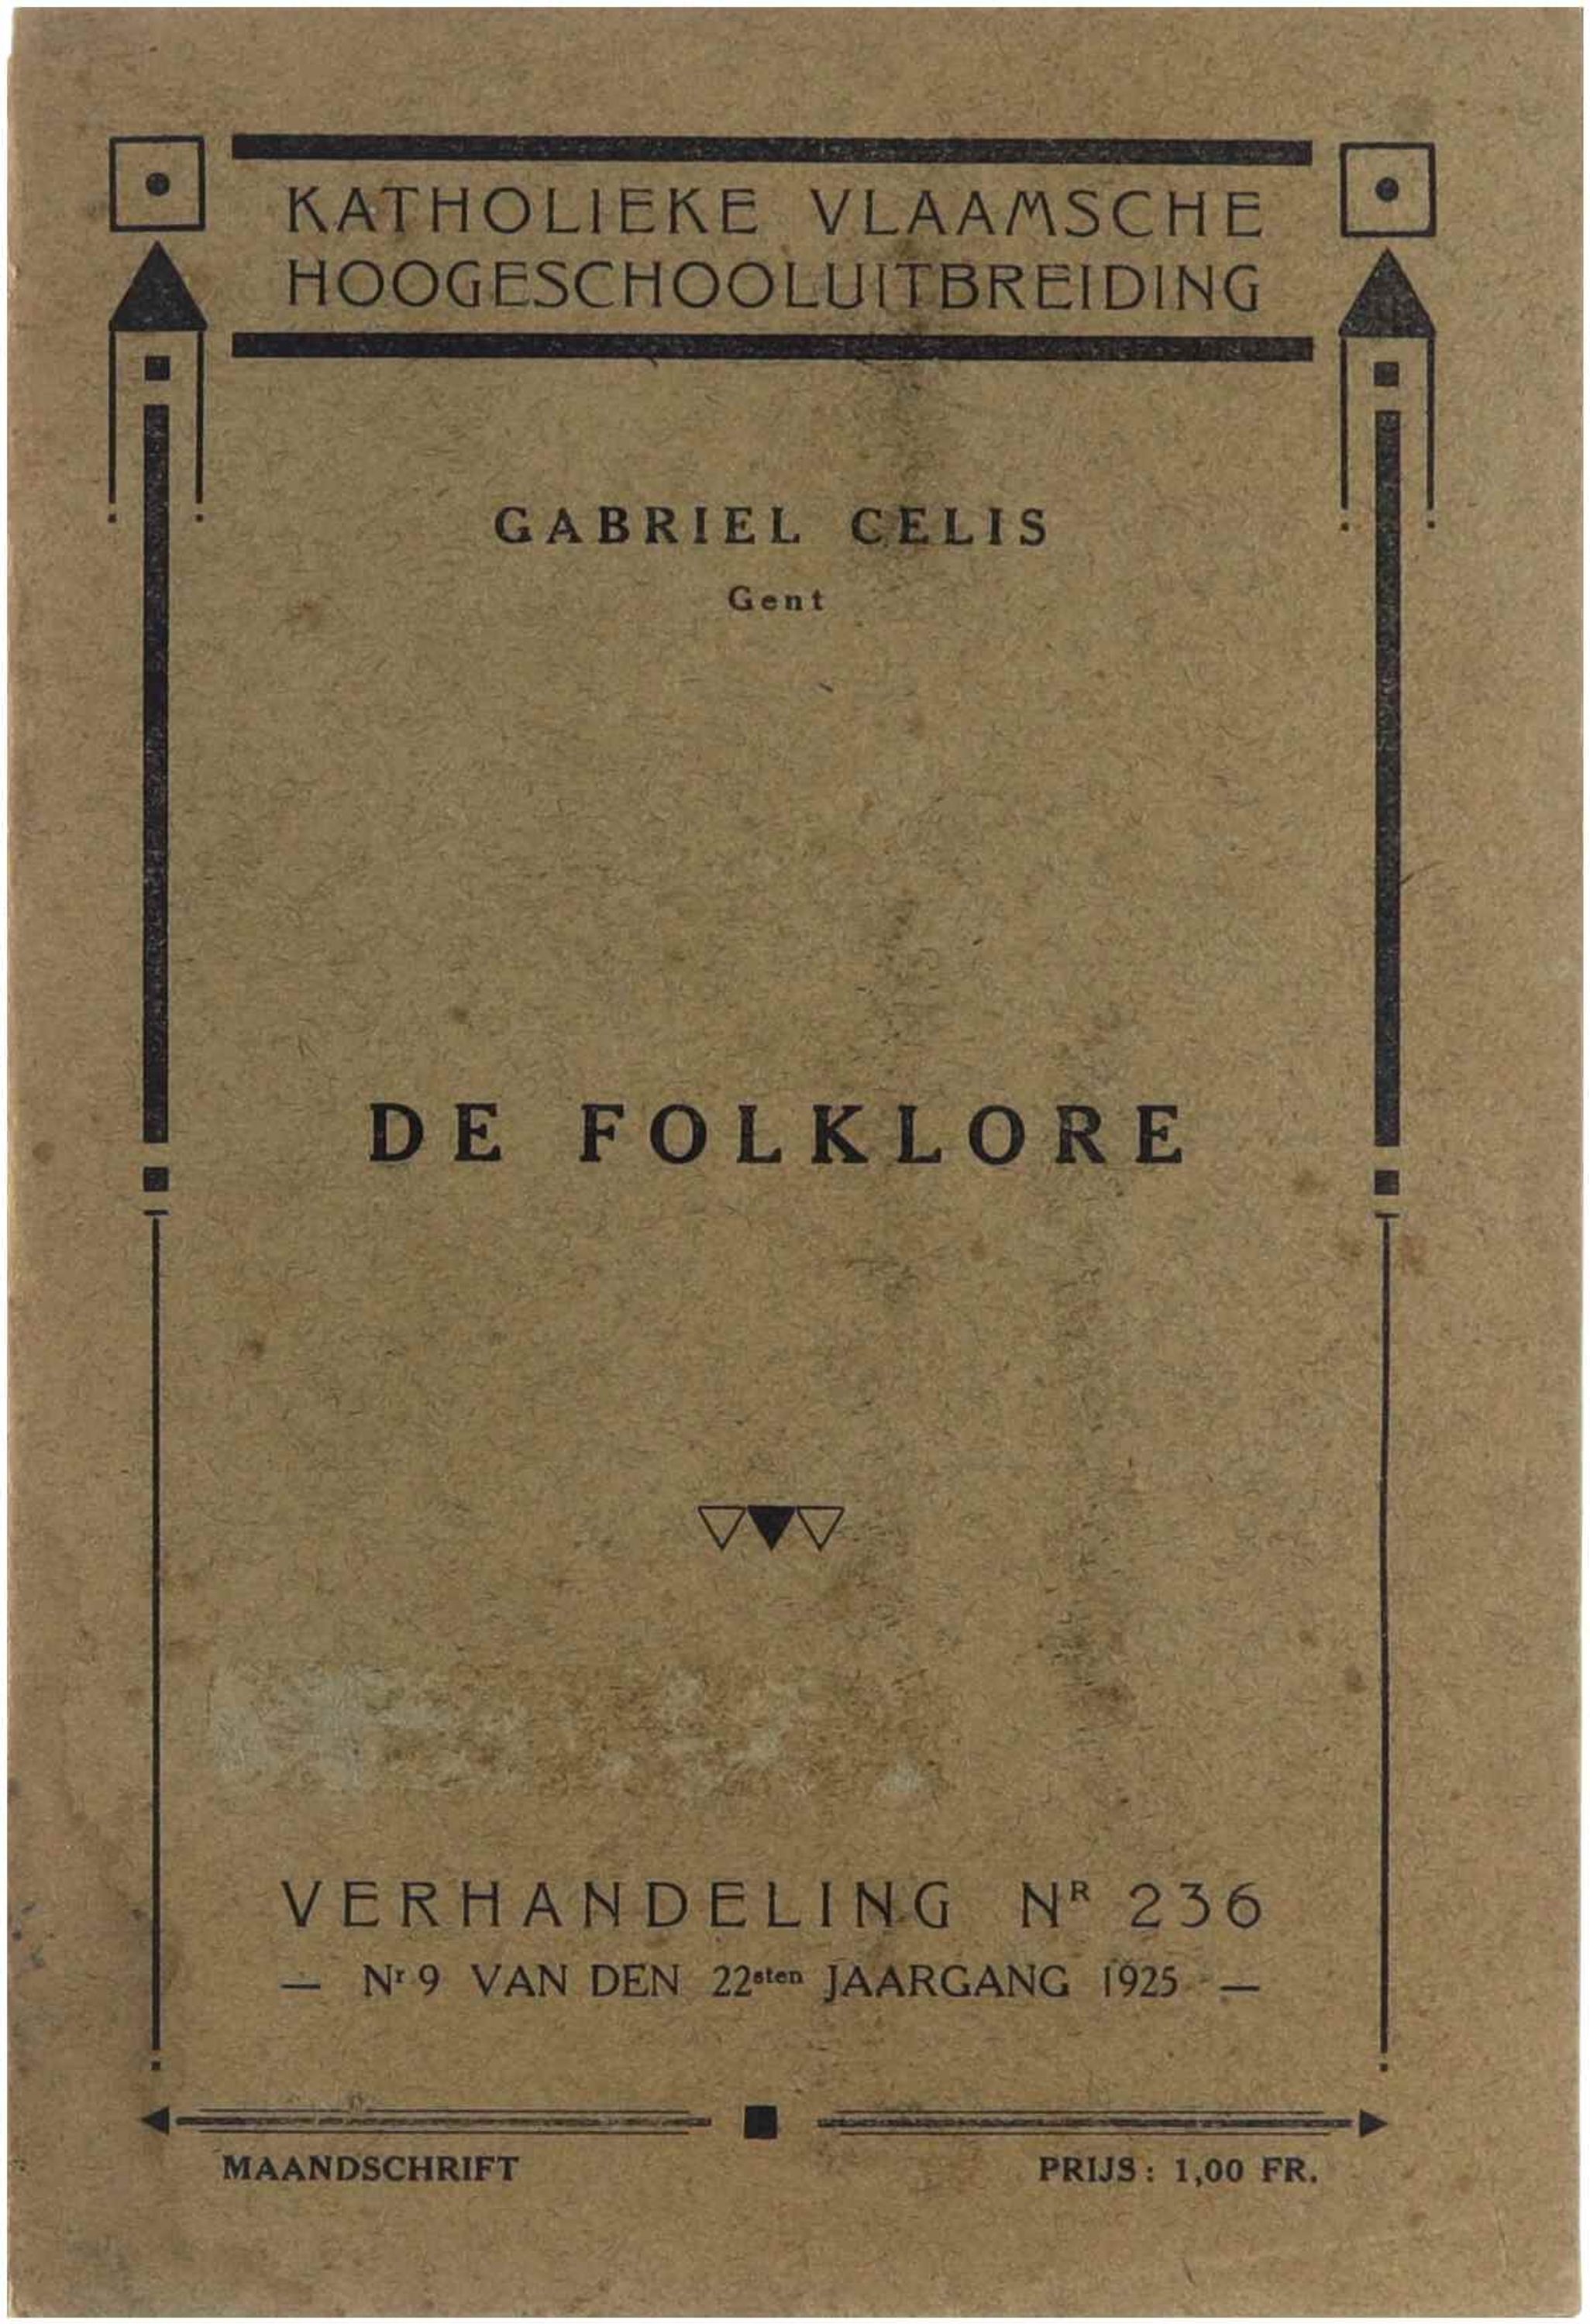 KATHOLIEKE VLAAMSCHE
HOOGESCHOOLUITBREIDING
GABRIEL CELIS
Gent
DE FOLKLORE
VERHANDELING NR 236
— Nr 9 VAN DEN 22sten JAARGANG 1925 —
MAANDSCHRIFT
PRIJS : 1,00 FR.